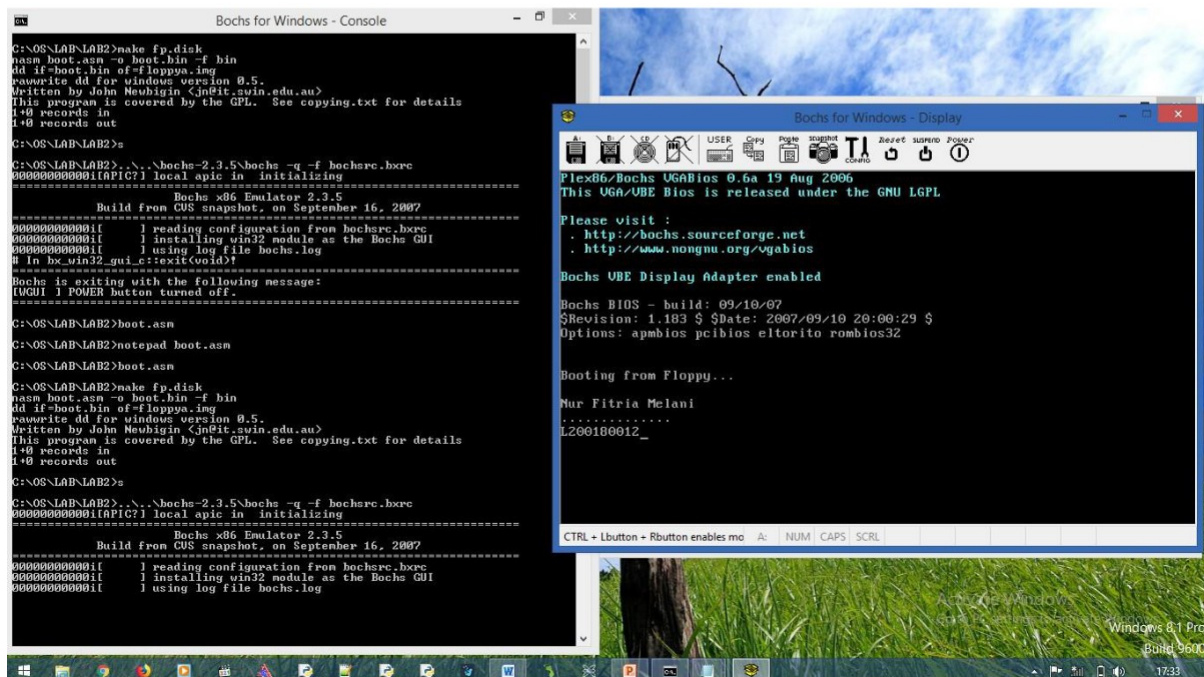 Bochs for Windows - Console
C:\OS\LAB\LAB2>make fp.disk
nasm boot.asm -o boot.bin -f bin
dd if=boot.bin of=floppya.img
rawwrite dd for windows version 0.5.
Written by John Newbigin <jn@it.swin.edu.au>
This program is covered by the GPL.  See copying.txt for details
1+0 records in
1+0 records out
C:\OS\LAB\LAB2>s
C:\OS\LAB\LAB2>..\..\bochs-2.3.5\bochs -q -f bochsrc.bxrc
00000000000i[APIC?] local apic in  initializing
========================================================================
Bochs x86 Emulator 2.3.5
Build from CVS snapshot, on September 16, 2007
========================================================================
00000000000i[     ] reading configuration from bochsrc.bxrc
00000000000i[     ] installing win32 module as the Bochs GUI
00000000000i[     ] using log file bochs.log
# In bx_win32_gui_c::exit(void)!
========================================================================
Bochs is exiting with the following message:
[WGUI ] POWER button turned off.
========================================================================
C:\OS\LAB\LAB2>boot.asm
C:\OS\LAB\LAB2>notepad boot.asm
C:\OS\LAB\LAB2>boot.asm
C:\OS\LAB\LAB2>make fp.disk
nasm boot.asm -o boot.bin -f bin
dd if=boot.bin of=floppya.img
rawwrite dd for windows version 0.5.
Written by John Newbigin <jn@it.swin.edu.au>
This program is covered by the GPL.  See copying.txt for details
1+0 records in
1+0 records out
C:\OS\LAB\LAB2>s
C:\OS\LAB\LAB2>..\..\bochs-2.3.5\bochs -q -f bochsrc.bxrc
00000000000i[APIC?] local apic in  initializing
========================================================================
Bochs x86 Emulator 2.3.5
Build from CVS snapshot, on September 16, 2007
========================================================================
00000000000i[     ] reading configuration from bochsrc.bxrc
00000000000i[     ] installing win32 module as the Bochs GUI
00000000000i[     ] using log file bochs.log
Bochs for Windows - Display
A: B: CD USER Copy Paste snapshot CONFIG Reset SUSPEND Power
Plex86/Bochs VGABios 0.6a 19 Aug 2006
This VGA/VBE Bios is released under the GNU LGPL
Please visit :
. http://bochs.sourceforge.net
. http://www.nongnu.org/vgabios
Bochs VBE Display Adapter enabled
Bochs BIOS - build: 09/10/07
$Revision: 1.183 $ $Date: 2007/09/10 20:00:29 $
Options: apmbios pcibios eltorito rombios32
Booting from Floppy...
Nur Fitria Melani
..............
L200180012_
CTRL + Lbutton + Rbutton enables mo A: NUM CAPS SCRL
Activate Windows
Windows 8.1 Pro
Build 9600
17:33